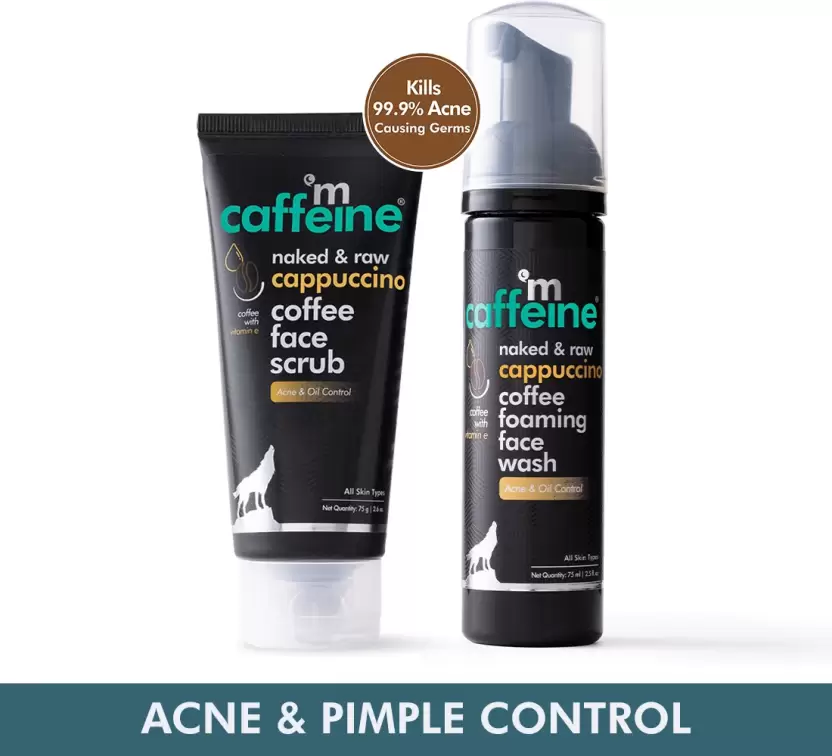 Kills
99.9% Acne
Causing Germs
'm
caffeine®
naked & raw
cappuccino
coffee
face
scrub
coffee
with
vitamin e
Acne & Oil Control
All Skin Types
Net Quantity: 75 g | 2.6 oz
'm
caffeine®
naked & raw
cappuccino
coffee
foaming
face
wash
coffee
with
vitamin e
Acne & Oil Control
All Skin Types
Net Quantity: 75 ml | 2.5 fl
ACNE & PIMPLE CONTROL